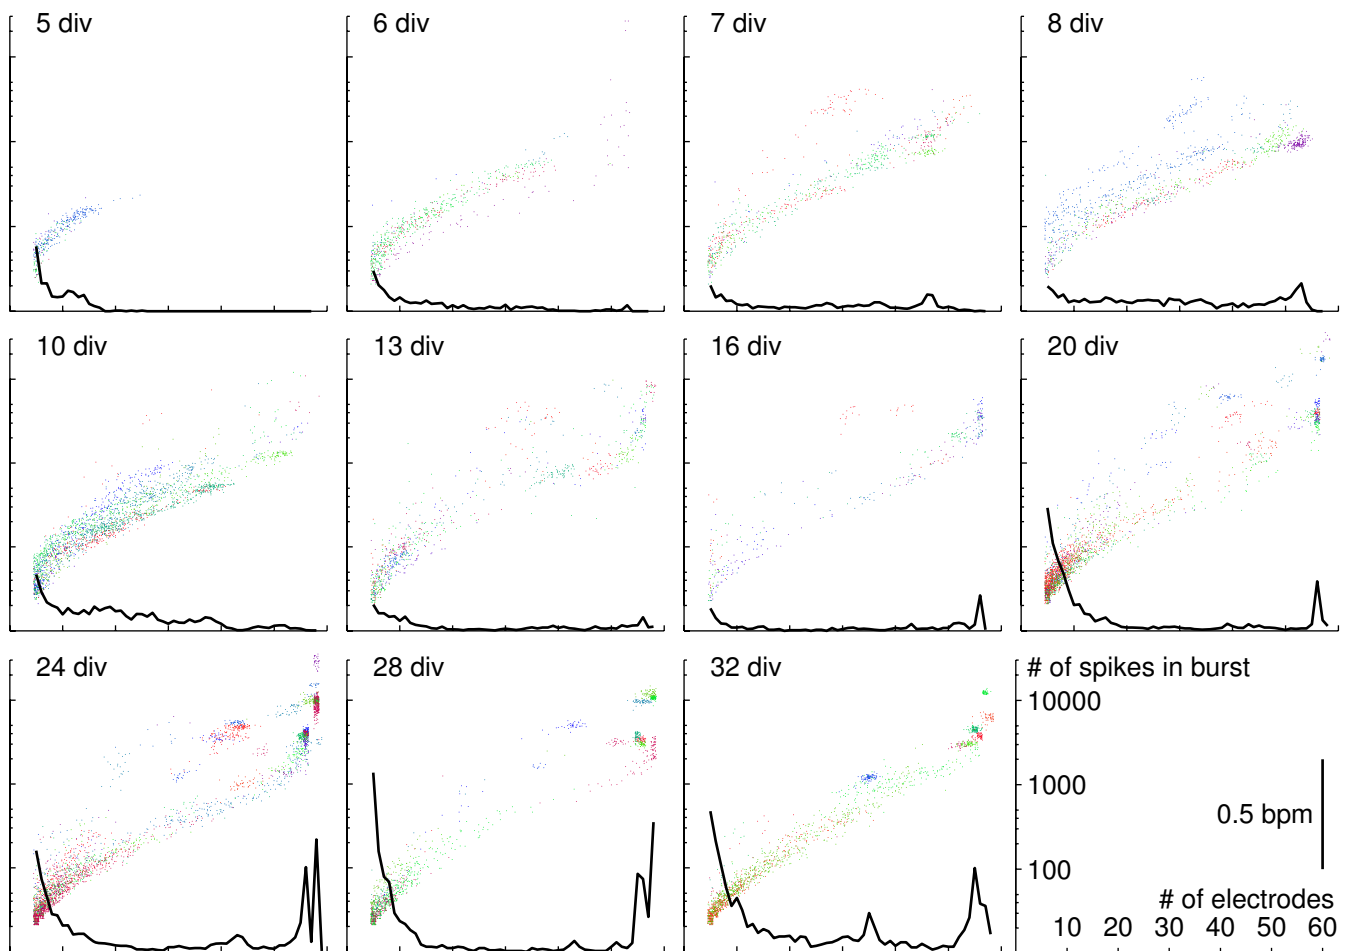 5 div
6 div
7 div
8 div
10 div
13 div
16 div
20 div
24 div
28 div
32 div
# of spikes in burst
10000
1000
0.5 bpm
100
# of electrodes
10 20 30 40 50 60